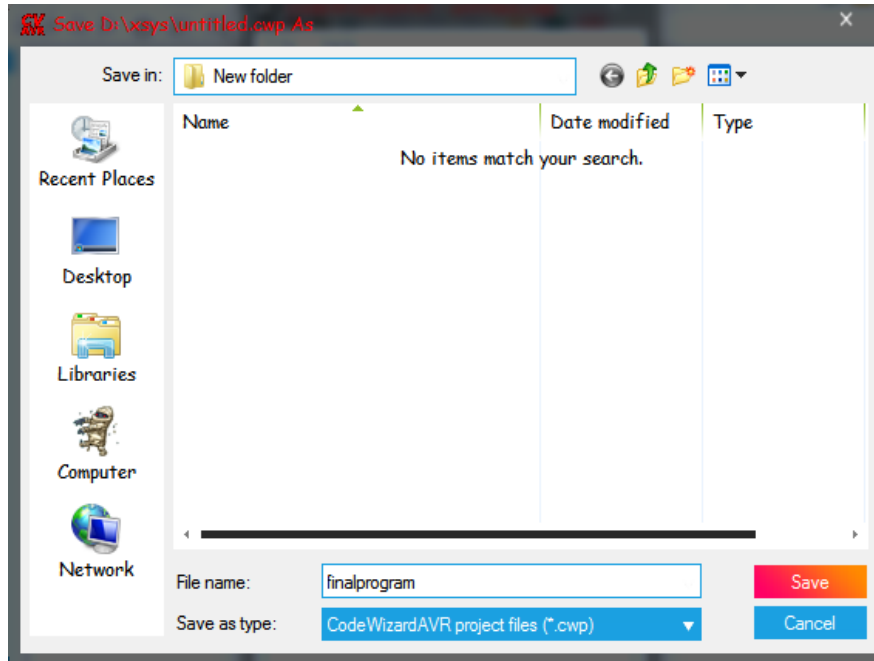 Save D:\xsys\untitled.cwp As
Save in: New folder
Name Date modified Type
No items match your search.
Recent Places
Desktop
Libraries
Computer
Network
File name: finalprogram Save
Save as type: CodeWizardAVR project files (*.cwp) Cancel